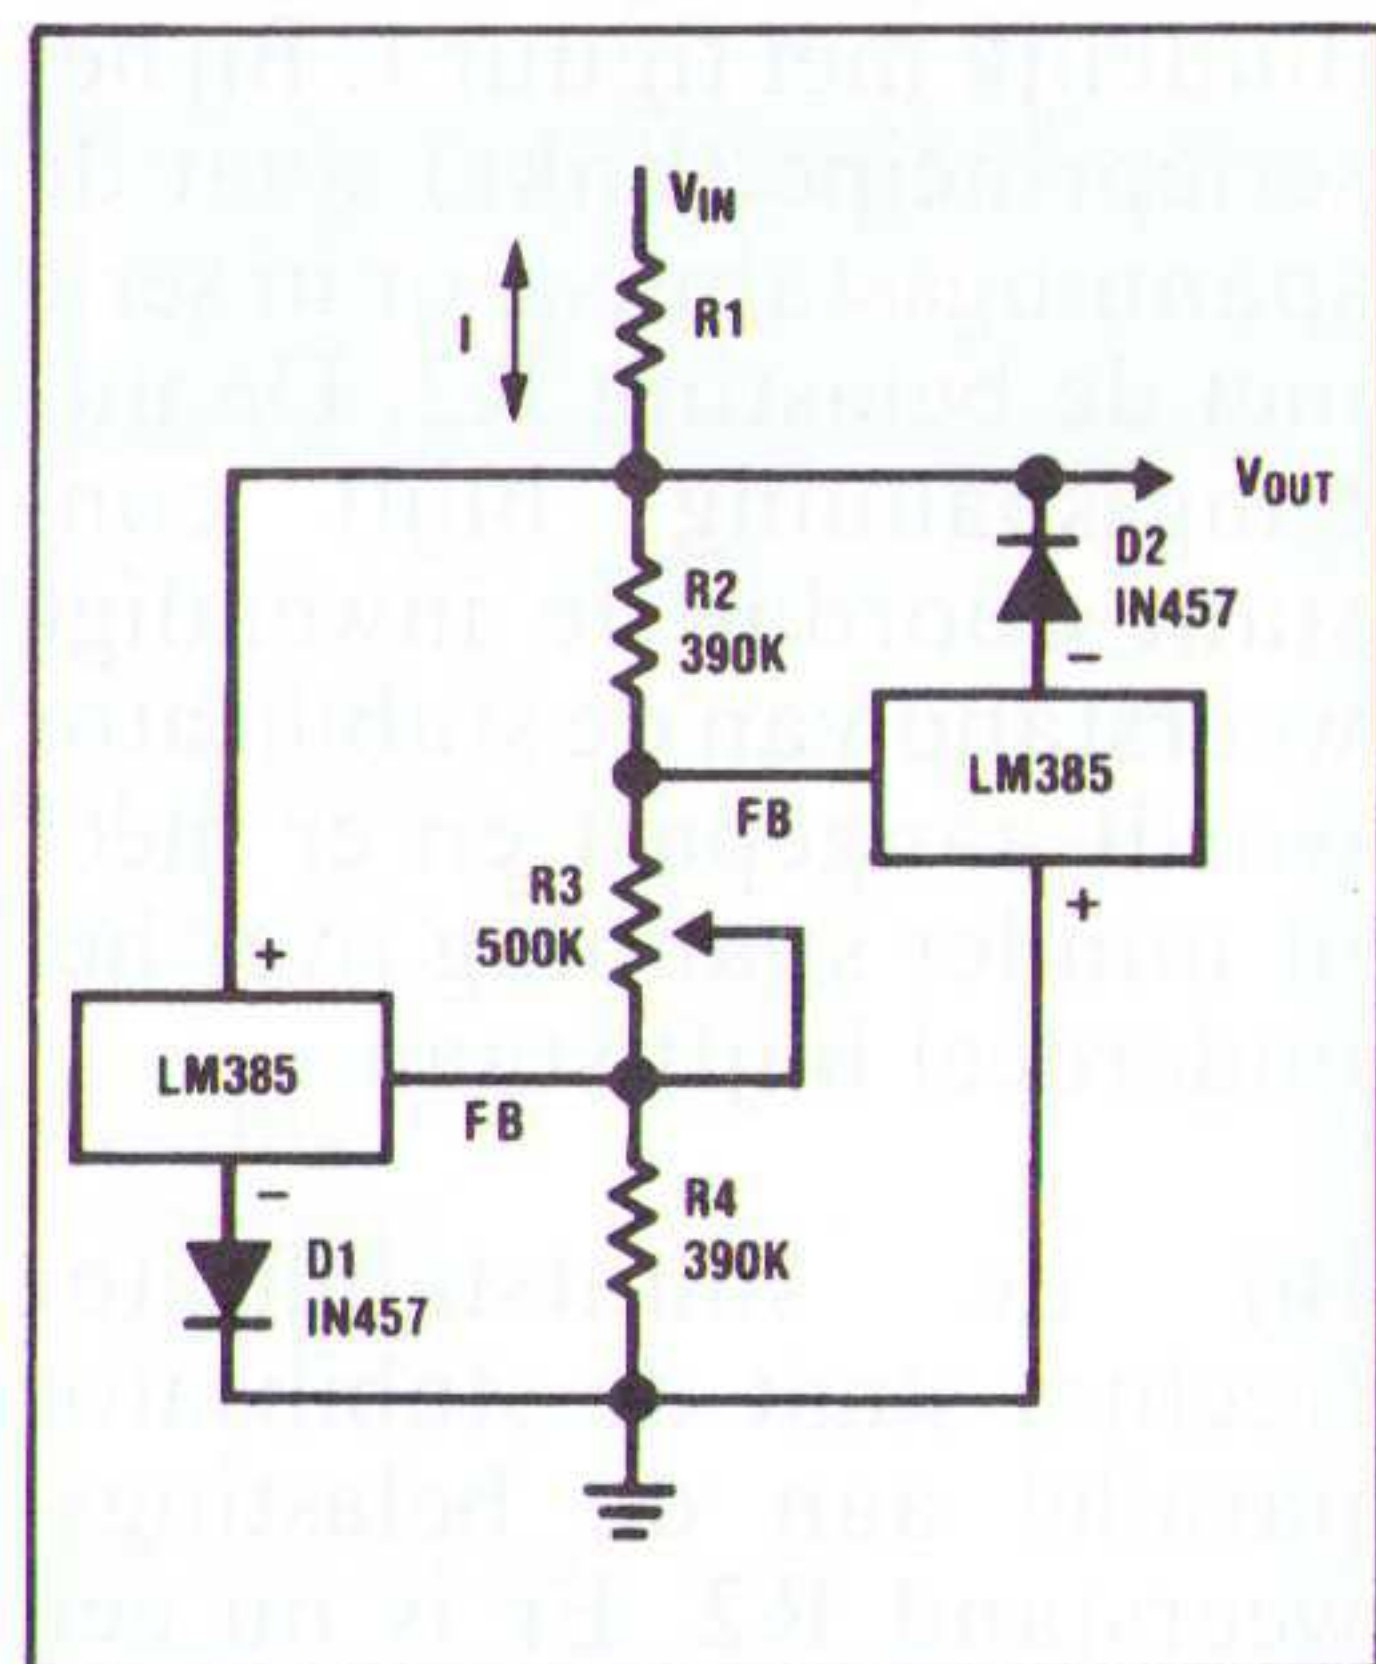 VIN
I
R1
VOUT
D2
IN457
R2
390K
−
LM385
FB
R3
500K
+
+
LM385
FB
−
R4
390K
D1
IN457